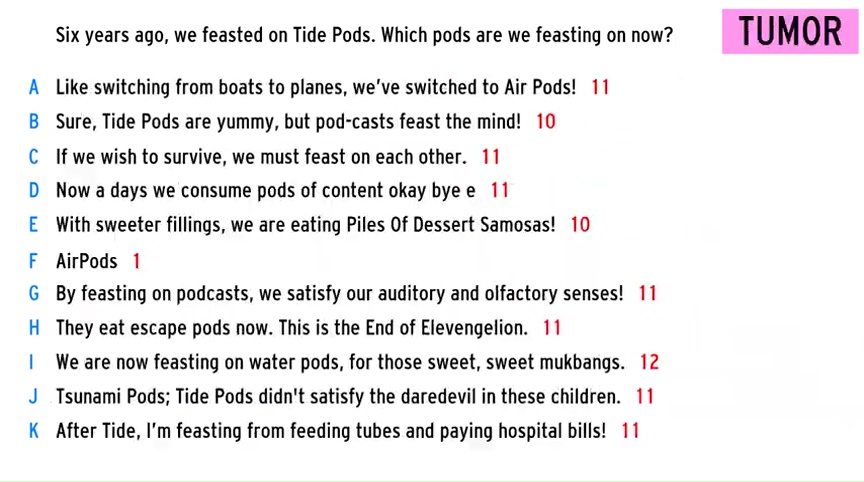 Six years ago, we feasted on Tide Pods. Which pods are we feasting on now?
TUMOR
A Like switching from boats to planes, we've switched to Air Pods! 11
B Sure, Tide Pods are yummy, but pod-casts feast the mind! 10
C If we wish to survive, we must feast on each other. 11
D Now a days we consume pods of content okay bye e 11
E With sweeter fillings, we are eating Piles Of Dessert Samosas! 10
F AirPods 1
G By feasting on podcasts, we satisfy our auditory and olfactory senses! 11
H They eat escape pods now. This is the End of Elevengelion. 11
I We are now feasting on water pods, for those sweet, sweet mukbangs. 12
J Tsunami Pods; Tide Pods didn't satisfy the daredevil in these children. 11
K After Tide, I'm feasting from feeding tubes and paying hospital bills! 11